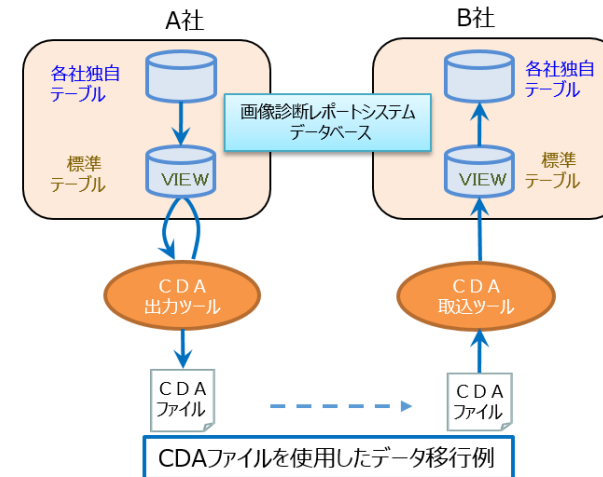 A社
B社
各社独自
テーブル
画像診断レポートシステム
データベース
各社独自
テーブル
標準
テーブル
VIEW
VIEW
標準
テーブル
ＣＤＡ
出力ツール
ＣＤＡ
取込ツール
ＣＤＡ
ファイル
ＣＤＡ
ファイル
CDAファイルを使用したデータ移行例